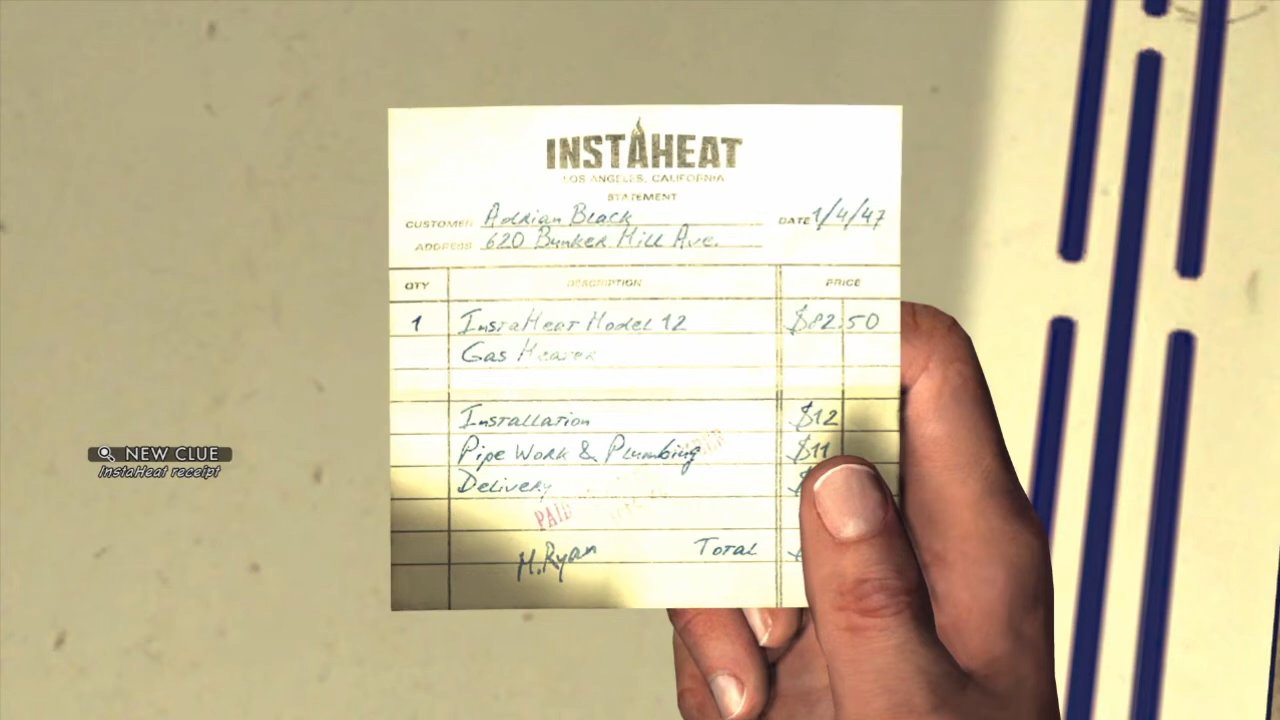 INSTAHEAT
LOS ANGELES, CALIFORNIA
STATEMENT
CUSTOMER Adrian Black DATE 1/4/47
ADDRESS 620 Bunker Hill Ave.
QTY DESCRIPTION PRICE
1 InstaHeat Model 12 $82.50
Gas Heater
Installation $12
Pipe Work & Plumbing $11
Delivery $
PAID
M.Ryan Total
NEW CLUE
InstaHeat receipt